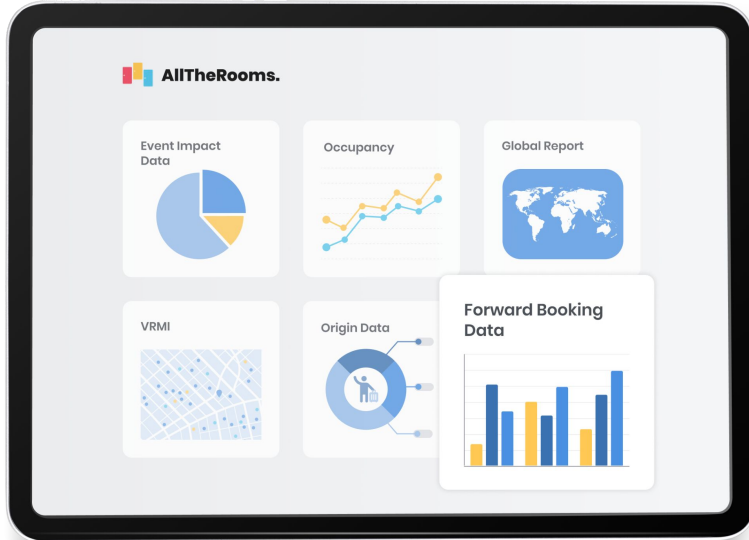 AllTheRooms.
Event Impact
Data
Occupancy
Global Report
VRMI
Origin Data
Forward Booking
Data